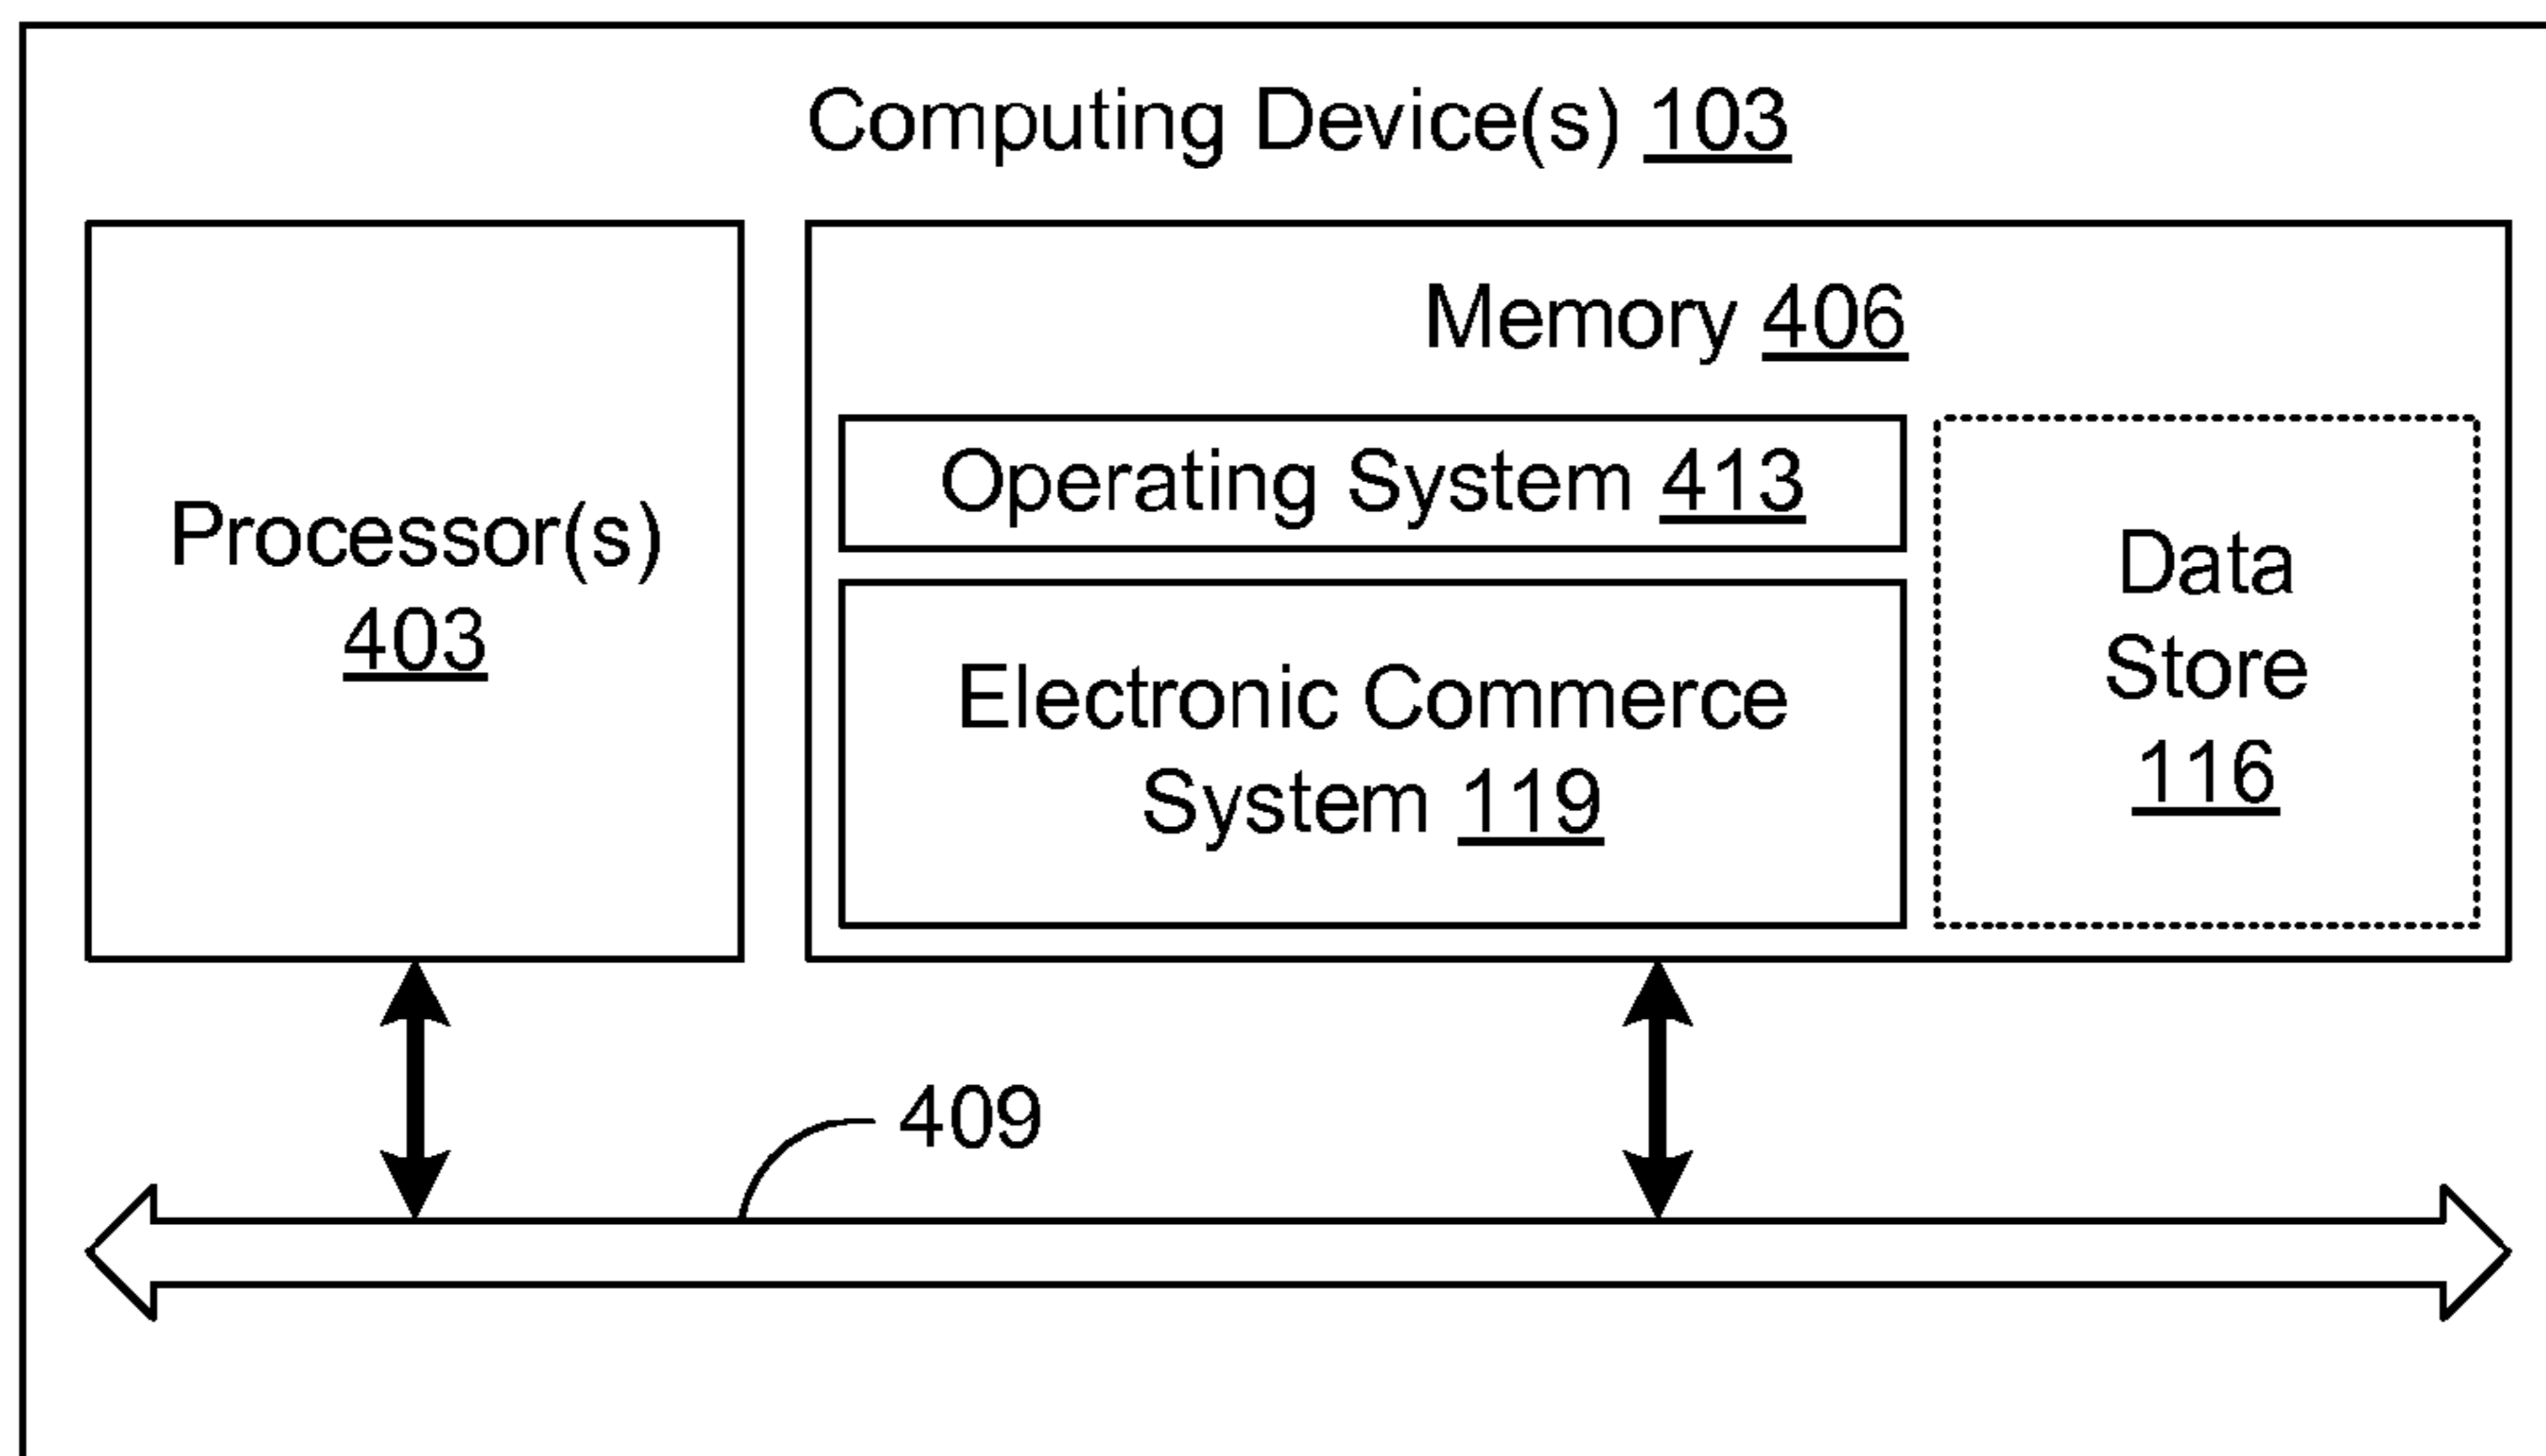 Computing Device(s) 103
Processor(s)
403
Memory 406
Operating System 413
Electronic Commerce
System 119
Data
Store
116
409